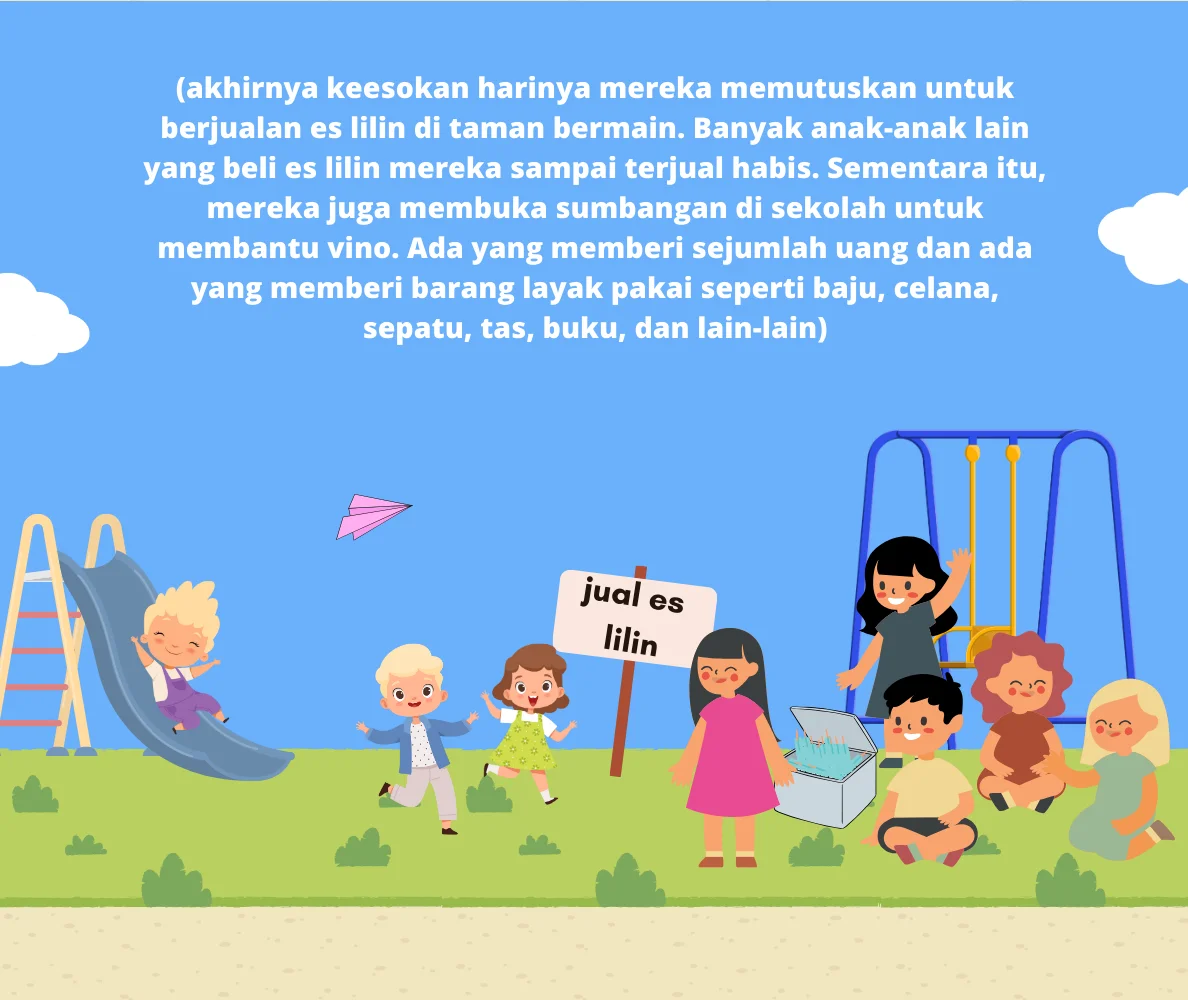 (akhirnya keesokan harinya mereka memutuskan untuk
berjualan es lilin di taman bermain. Banyak anak-anak lain
yang beli es lilin mereka sampai terjual habis. Sementara itu,
mereka juga membuka sumbangan di sekolah untuk
membantu vino. Ada yang memberi sejumlah uang dan ada
yang memberi barang layak pakai seperti baju, celana,
sepatu, tas, buku, dan lain-lain)
jual es
lilin